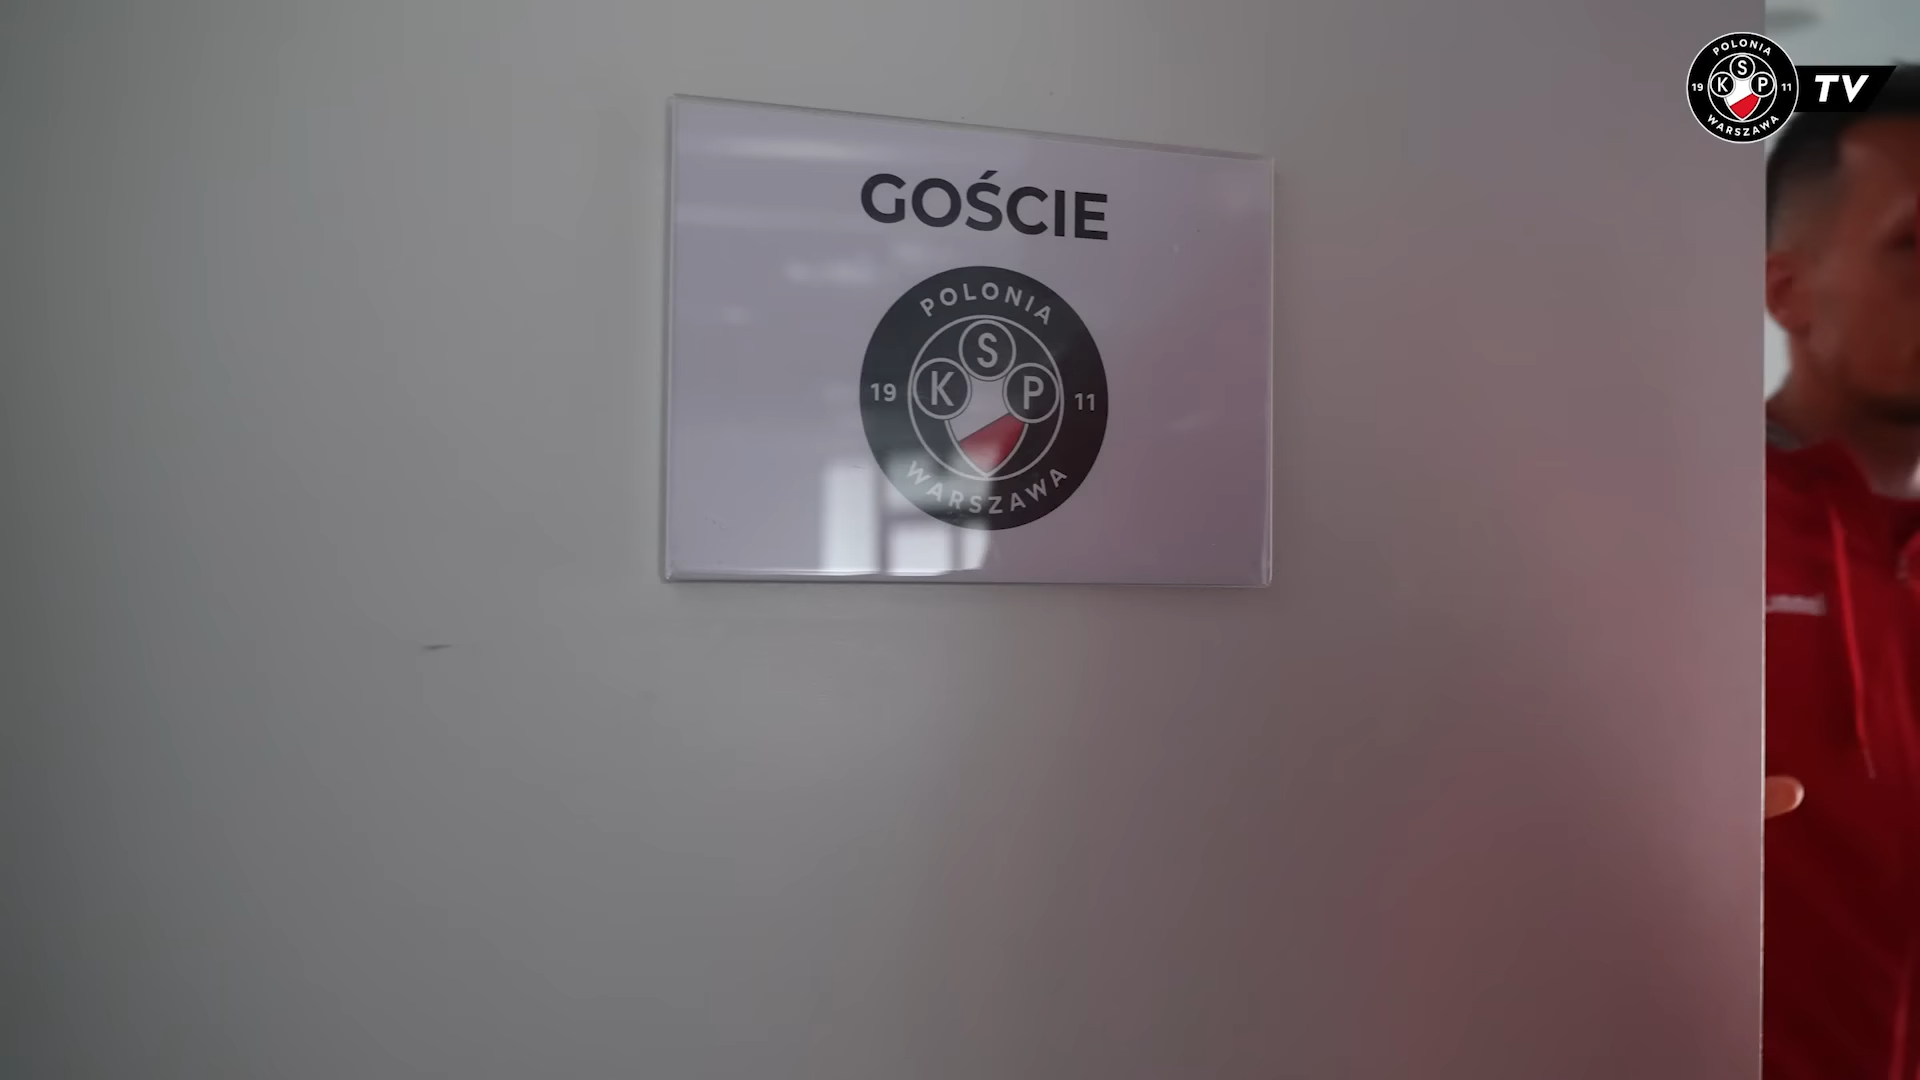 GOŚCIE
POLONIA
S
K P
19 11
WARSZAWA
POLONIA
S
19 K P 11
WARSZAWA
TV